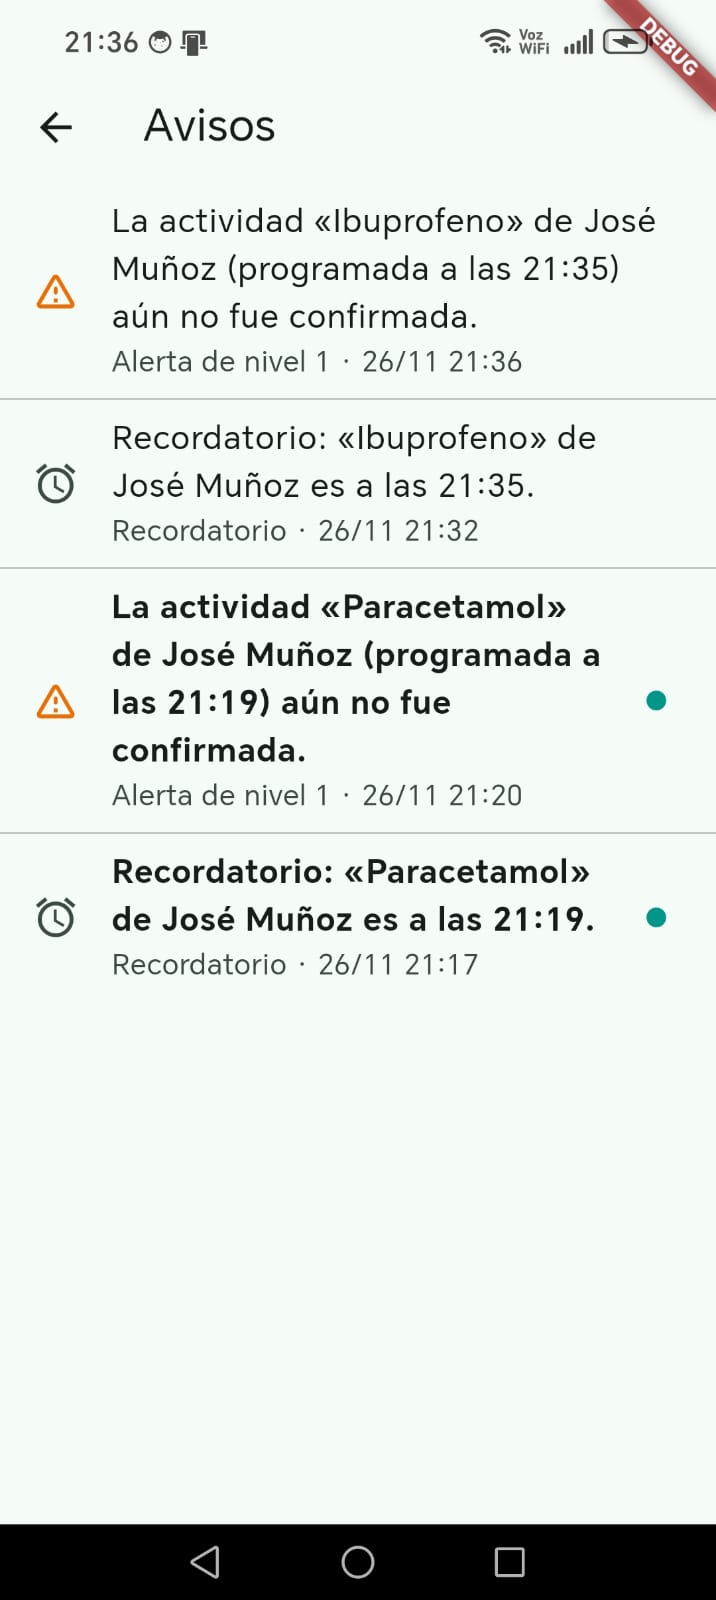 21:36
Voz
WiFi
DEBUG
Avisos
La actividad «Ibuprofeno» de José
Muñoz (programada a las 21:35)
aún no fue confirmada.
Alerta de nivel 1 · 26/11 21:36
Recordatorio: «Ibuprofeno» de
José Muñoz es a las 21:35.
Recordatorio · 26/11 21:32
La actividad «Paracetamol»
de José Muñoz (programada a
las 21:19) aún no fue
confirmada.
Alerta de nivel 1 · 26/11 21:20
Recordatorio: «Paracetamol»
de José Muñoz es a las 21:19.
Recordatorio · 26/11 21:17